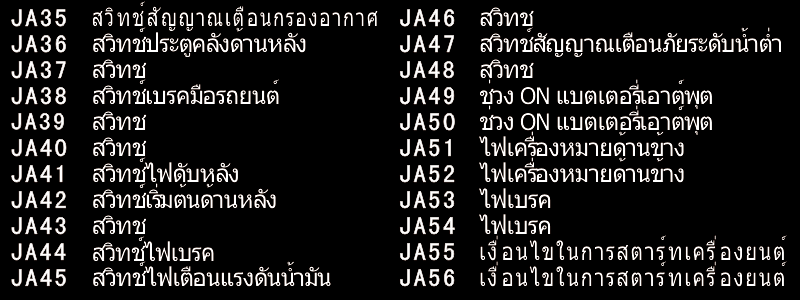 JA35 สวิทช์สัญญาณเตือนกรองอากาศ
JA36 สวิทช์ประตูคลังด้านหลัง
JA37 สวิทช
JA38 สวิทช์เบรคมือรถยนต์
JA39 สวิทช
JA40 สวิทช
JA41 สวิทช์ไฟดับหลัง
JA42 สวิทช์เริ่มต้นด้านหลัง
JA43 สวิทช
JA44 สวิทช์ไฟเบรค
JA45 สวิทช์ไฟเตือนแรงดันน้ำมัน
JA46 สวิทช
JA47 สวิทช์สัญญาณเตือนภัยระดับน้ำต่ำ
JA48 สวิทช
JA49 ช่วง ON แบตเตอรี่เอาต์พุต
JA50 ช่วง ON แบตเตอรี่เอาต์พุต
JA51 ไฟเครื่องหมายด้านข้าง
JA52 ไฟเครื่องหมายด้านข้าง
JA53 ไฟเบรค
JA54 ไฟเบรค
JA55 เงื่อนไขในการสตาร์ทเครื่องยนต์
JA56 เงื่อนไขในการสตาร์ทเครื่องยนต์